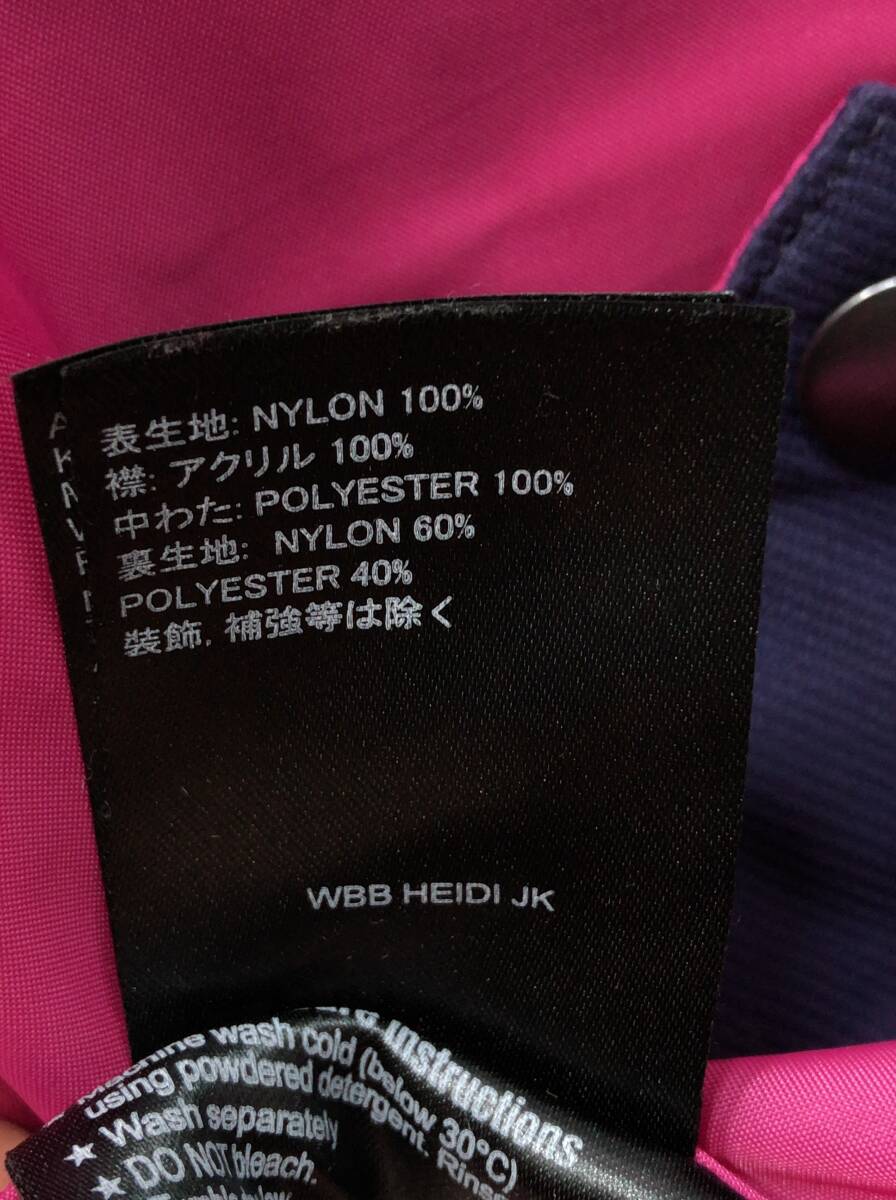 表生地: NYLON 100%
襟: アクリル 100%
中わた: POLYESTER 100%
裏生地: NYLON 60%
POLYESTER 40%
装飾, 補強等は除く
WBB HEIDI JK
Instructions
★ Machine wash cold (below 30°C)
using powdered detergent. Rinse
★ Wash separately
★ DO NOT bleach.